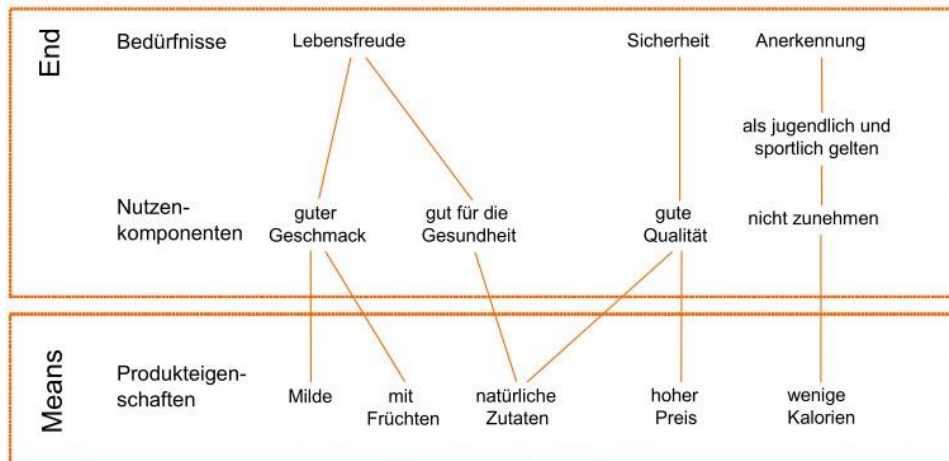 End
Bedürfnisse
Lebensfreude
Sicherheit
Anerkennung
als jugendlich und
sportlich gelten
Nutzen-
komponenten
guter
Geschmack
gut für die
Gesundheit
gute
Qualität
nicht zunehmen
Means
Produkteigen-
schaften
Milde
mit
Früchten
natürliche
Zutaten
hoher
Preis
wenige
Kalorien